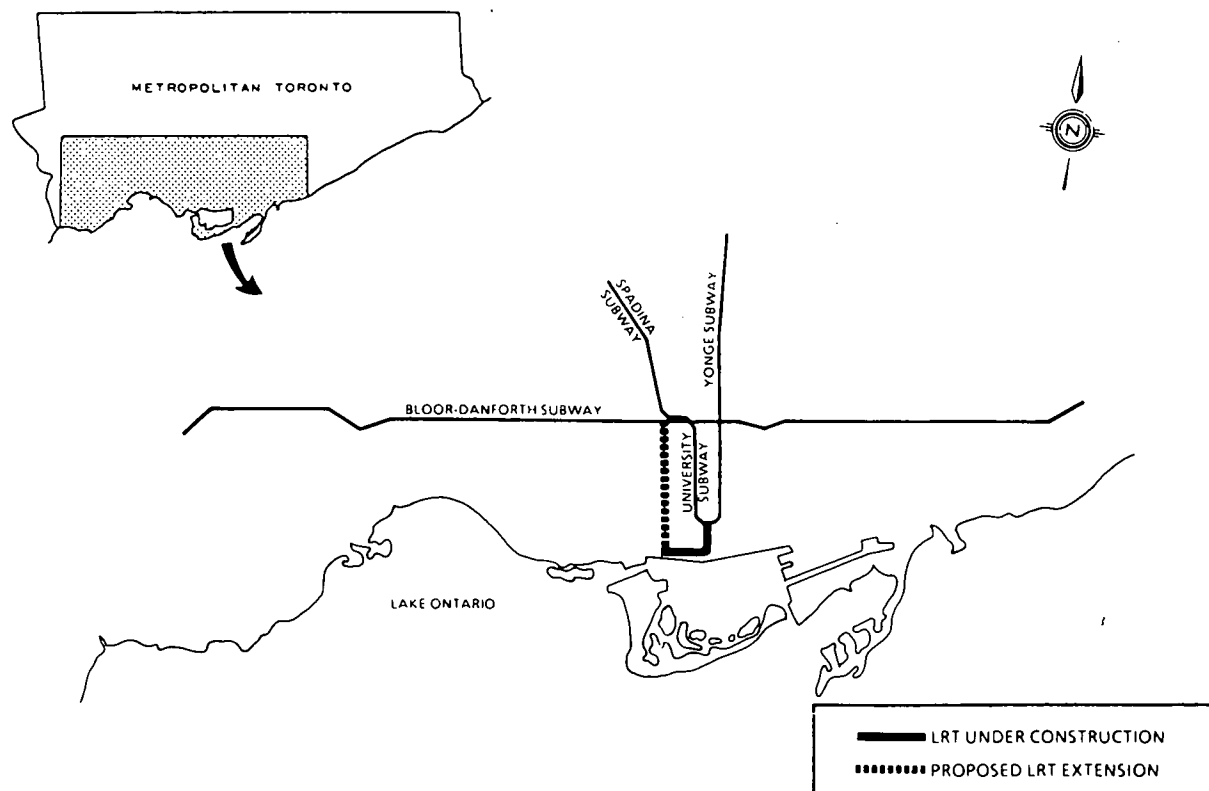 METROPOLITAN TORONTO
N
SPADINA
SUBWAY
YONGE SUBWAY
BLOOR-DANFORTH SUBWAY
UNIVERSITY
SUBWAY
LAKE ONTARIO
LRT UNDER CONSTRUCTION
PROPOSED LRT EXTENSION